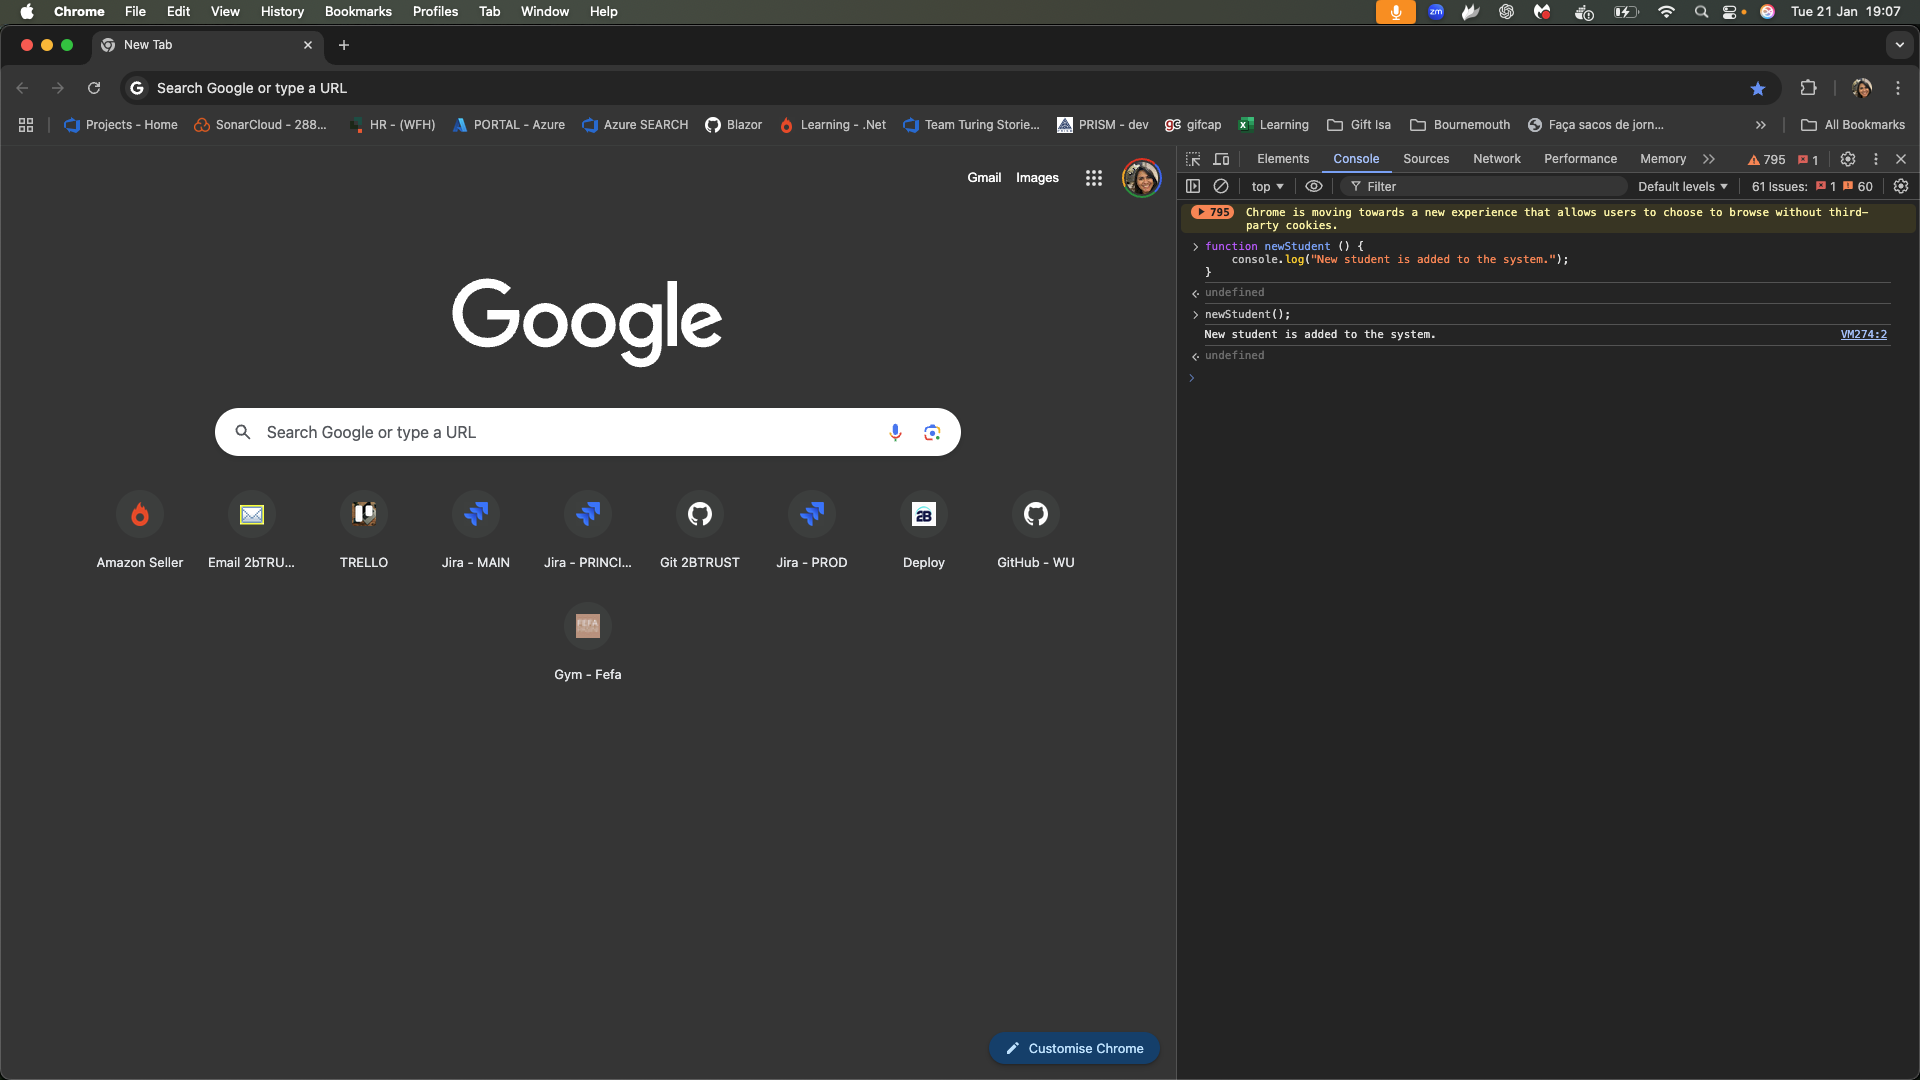 Chrome File Edit View History Bookmarks Profiles Tab Window Help zm Tue 21 Jan 19:07
New Tab
Search Google or type a URL
Projects - Home SonarCloud - 288... HR - (WFH) PORTAL - Azure Azure SEARCH Blazor Learning - .Net Team Turing Storie... PRISM - dev gc gifcap Learning Gift Isa Bournemouth Faça sacos de jorn... All Bookmarks
Gmail Images
Google
Search Google or type a URL
Amazon Seller Email 2bTRU... TRELLO Jira - MAIN Jira - PRINCI... Git 2BTRUST Jira - PROD 2B Deploy GitHub - WU
FEFA
Gym - Fefa
Customise Chrome
Elements Console Sources Network Performance Memory 795 1
top Filter Default levels 61 Issues: 1 60
795 Chrome is moving towards a new experience that allows users to choose to browse without third-
party cookies.
function newStudent () {
console.log("New student is added to the system.");
}
undefined
newStudent();
New student is added to the system. VM274:2
undefined